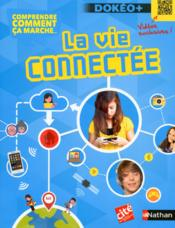 COMPRENDRE
COMMENT
ÇA MARCHE...
DOKÉO+
Vidéos
exclusives !
La vie
CONNECTÉE
cité
Nathan